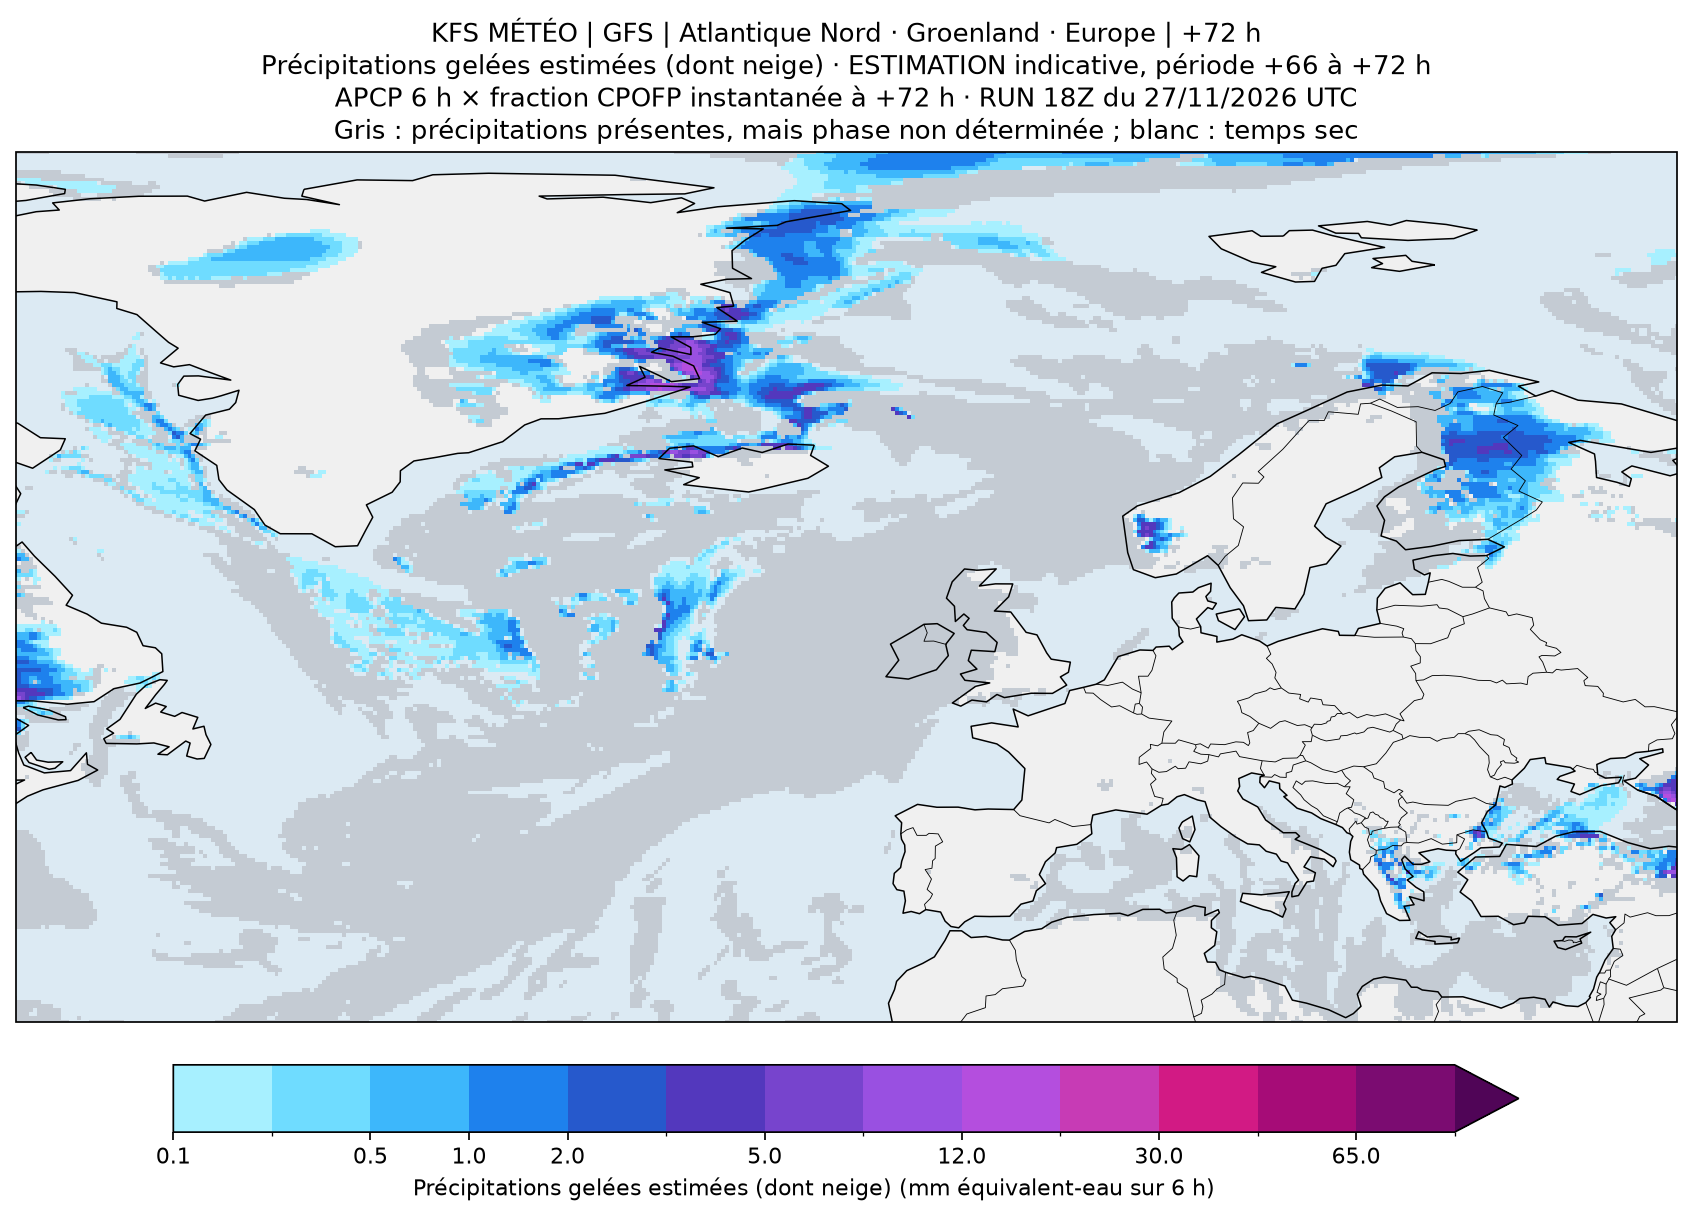 KFS MÉTÉO | GFS | Atlantique Nord · Groenland · Europe | +72 h
Précipitations gelées estimées (dont neige) · ESTIMATION indicative, période +66 à +72 h
APCP 6 h × fraction CPOFP instantanée à +72 h · RUN 18Z du 27/11/2026 UTC
Gris : précipitations présentes, mais phase non déterminée ; blanc : temps sec
0.1 0.5 1.0 2.0 5.0 12.0 30.0 65.0
Précipitations gelées estimées (dont neige) (mm équivalent-eau sur 6 h)